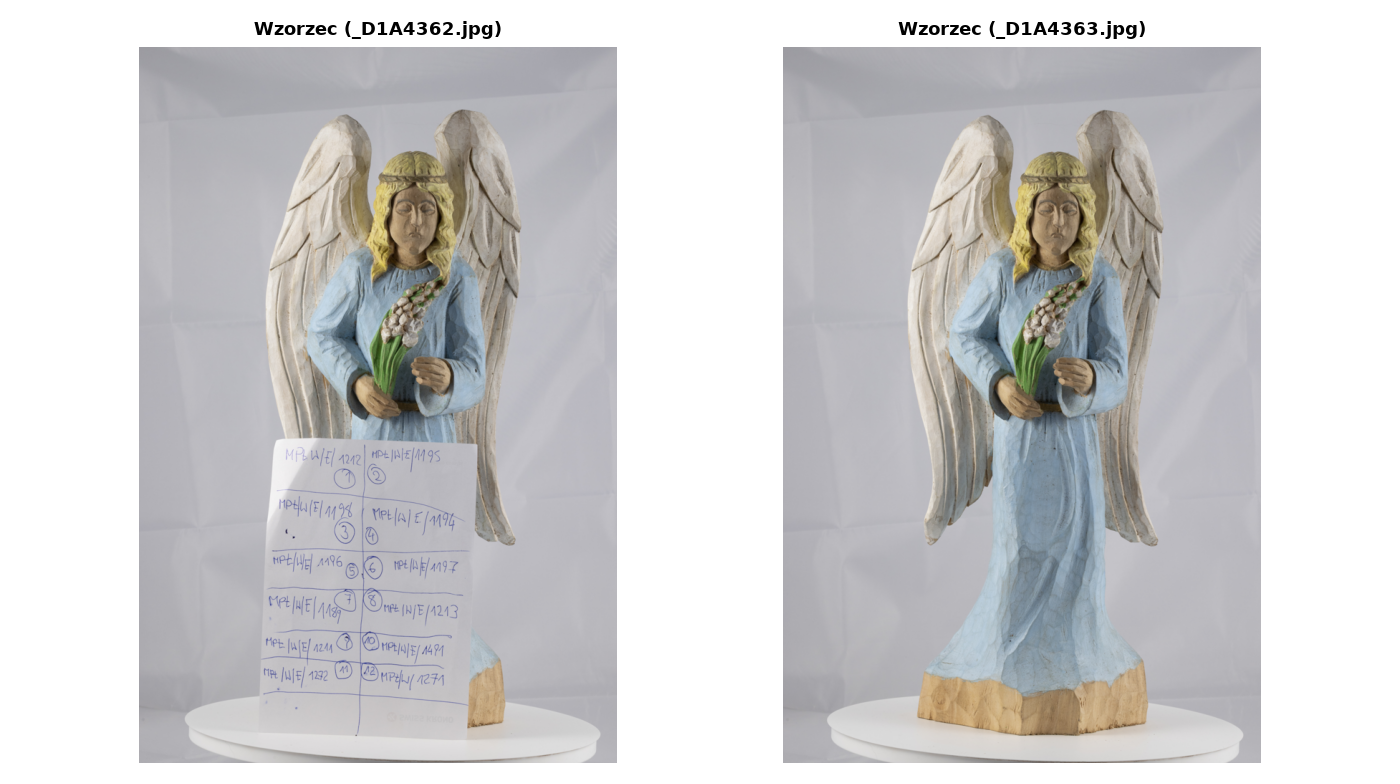 Wzorzec (_D1A4362.jpg)
Wzorzec (_D1A4363.jpg)
MPŁ/W/E/1212 ① MPŁ/W/E/1195 ②
MPŁ/W/E/1198 ③ MPŁ/W/E/1194 ④
MPŁ/W/E/1196 ⑤ ⑥ MPŁ/W/E/1197
MPŁ/W/E/1189 ⑦ ⑧ MPŁ/W/E/1213
MPŁ/W/E/1211 ⑨ ⑩ MPŁ/W/E/1491
MPŁ/W/E/1272 ⑪ ⑫ MPŁ/W/1271